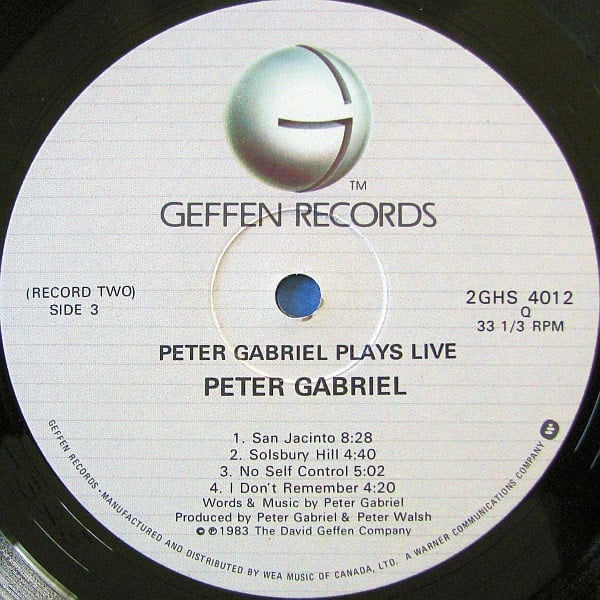 TM
GEFFEN RECORDS
(RECORD TWO)
SIDE 3
2GHS 4012
Q
33 1/3 RPM
PETER GABRIEL PLAYS LIVE
PETER GABRIEL
1. San Jacinto 8:28
2. Solsbury Hill 4:40
3. No Self Control 5:02
4. I Don't Remember 4:20
Words & Music by Peter Gabriel
Produced by Peter Gabriel & Peter Walsh
© ℗ 1983 The David Geffen Company
GEFFEN RECORDS • MANUFACTURED AND DISTRIBUTED BY WEA MUSIC OF CANADA, LTD. A WARNER COMMUNICATIONS COMPANY